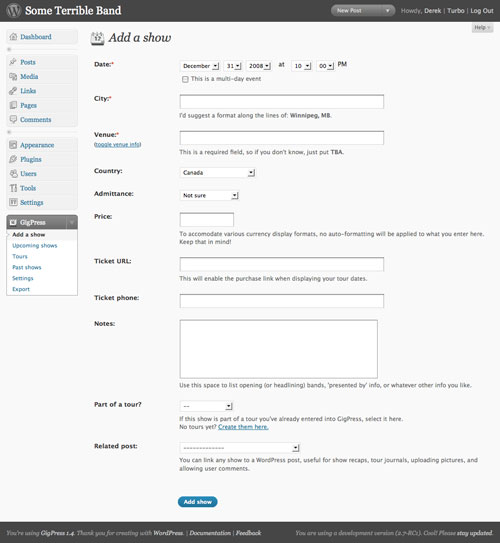 Some Terrible Band
New Post
Howdy, Derek | Turbo | Log Out
Help
Dashboard
Posts
Media
Links
Pages
Comments
Appearance
Plugins
Users
Tools
Settings
GigPress
Add a show
Upcoming shows
Tours
Past shows
Settings
Export
Add a show
Date:* December 31 2008 at 10 00 PM
This is a multi-day event
City:*
I'd suggest a format along the lines of: Winnipeg, MB.
Venue:*
(toggle venue info)
This is a required field, so if you don't know, just put TBA.
Country: Canada
Admittance: Not sure
Price:
To accomodate various currency display formats, no auto-formatting will be applied to what you enter here.
Keep that in mind!
Ticket URL:
This will enable the purchase link when displaying your tour dates.
Ticket phone:
Notes:
Use this space to list opening (or headlining) bands, 'presented by' info, or whatever other info you like.
Part of a tour? --
If this show is part of a tour you've already entered into GigPress, select it here.
No tours yet? Create them here.
Related post: -------------
You can link any show to a WordPress post, useful for show recaps, tour journals, uploading pictures, and
allowing user comments.
Add show
You're using GigPress 1.4. Thank you for creating with WordPress. | Documentation | Feedback
You are using a development version (2.7-RC1). Cool! Please stay updated.